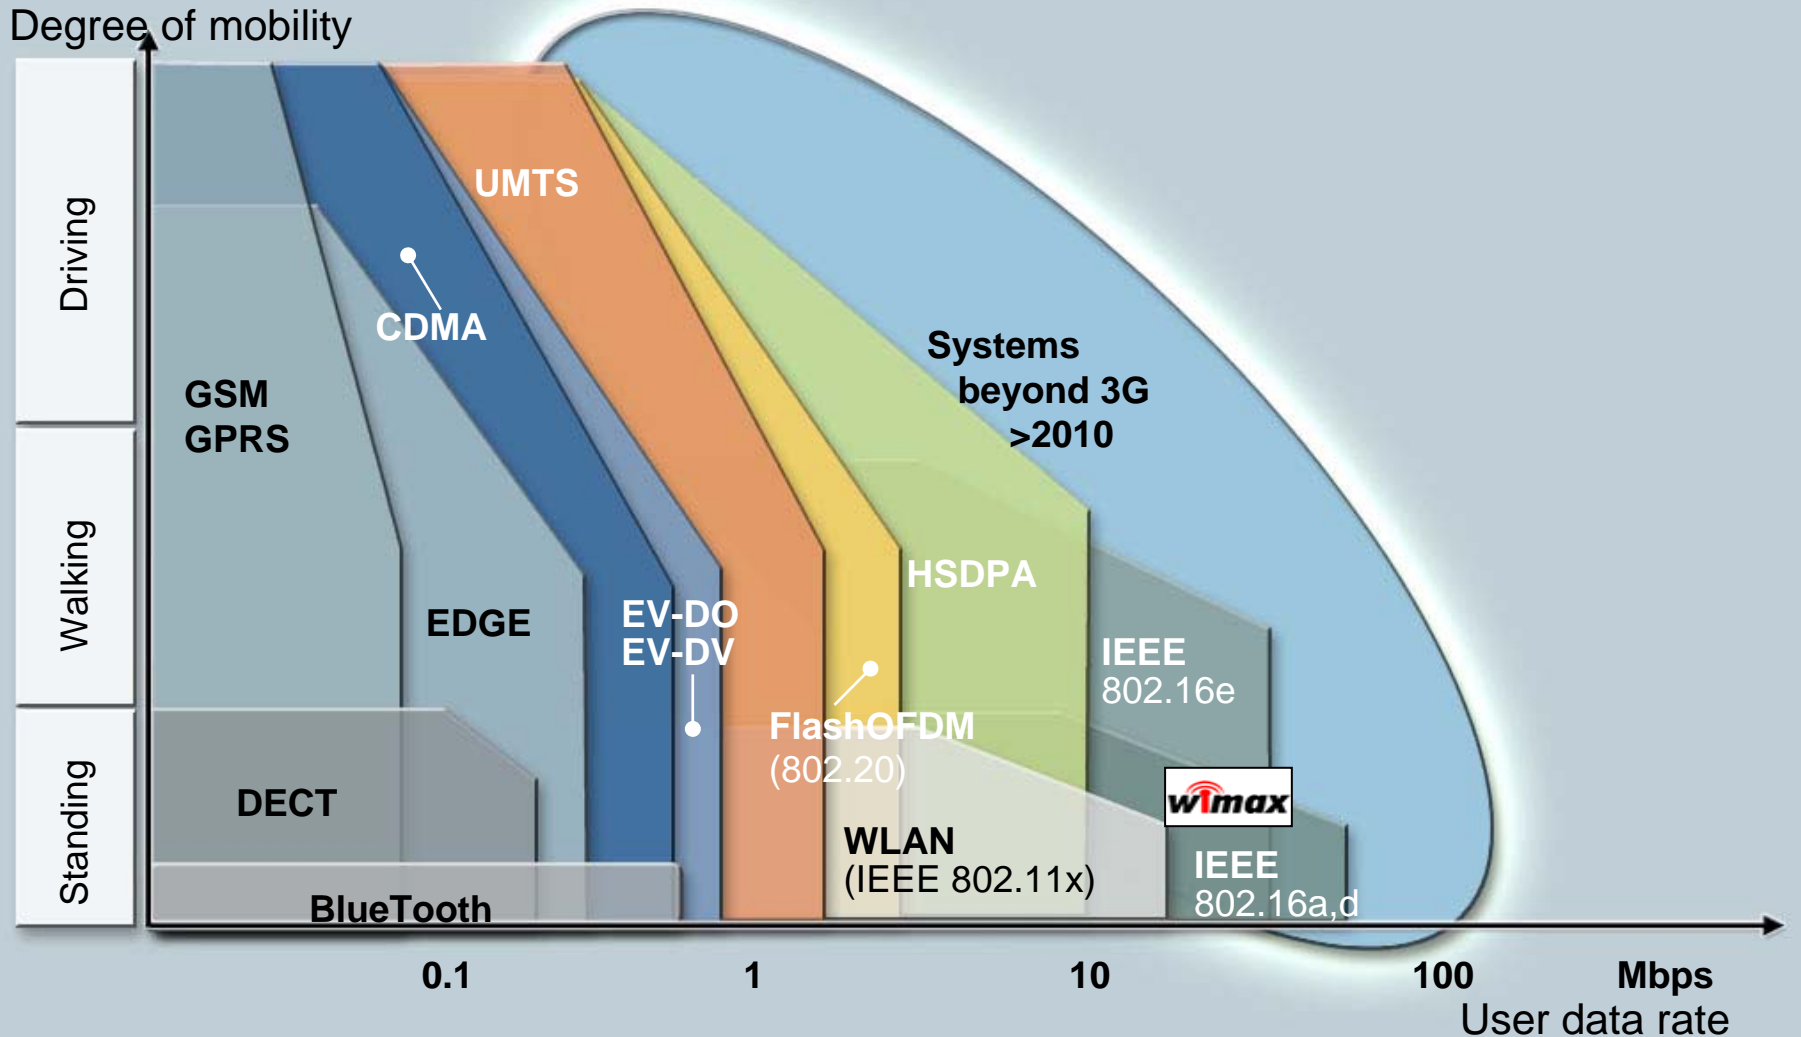 Degree of mobility
Driving
Walking
Standing
UMTS
CDMA
GSM
GPRS
Systems
beyond 3G
>2010
EDGE
EV-DO
EV-DV
HSDPA
IEEE
802.16e
FlashOFDM
(802.20)
DECT
wimax
WLAN
(IEEE 802.11x)
IEEE
802.16a,d
BlueTooth
0.1 1 10 100 Mbps
User data rate